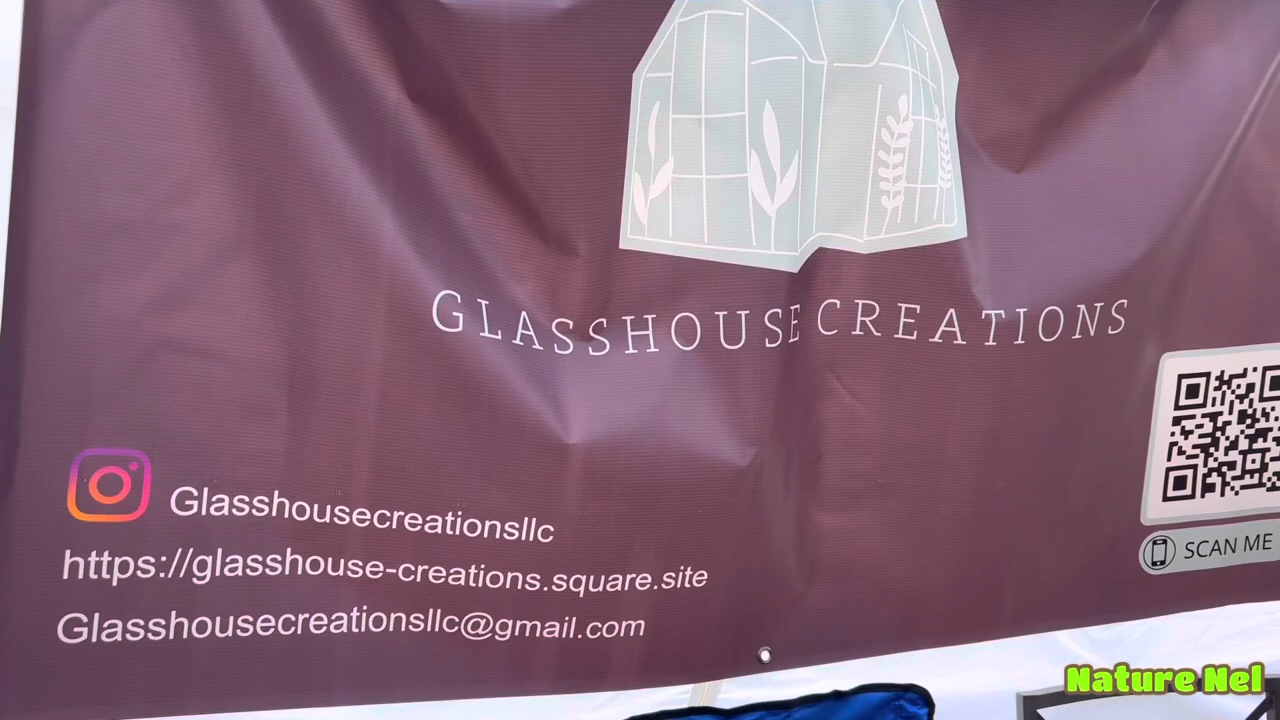 GLASSHOUSE CREATIONS
Glasshousecreationsllc
https://glasshouse-creations.square.site
Glasshousecreationsllc@gmail.com
SCAN ME
Nature Nel